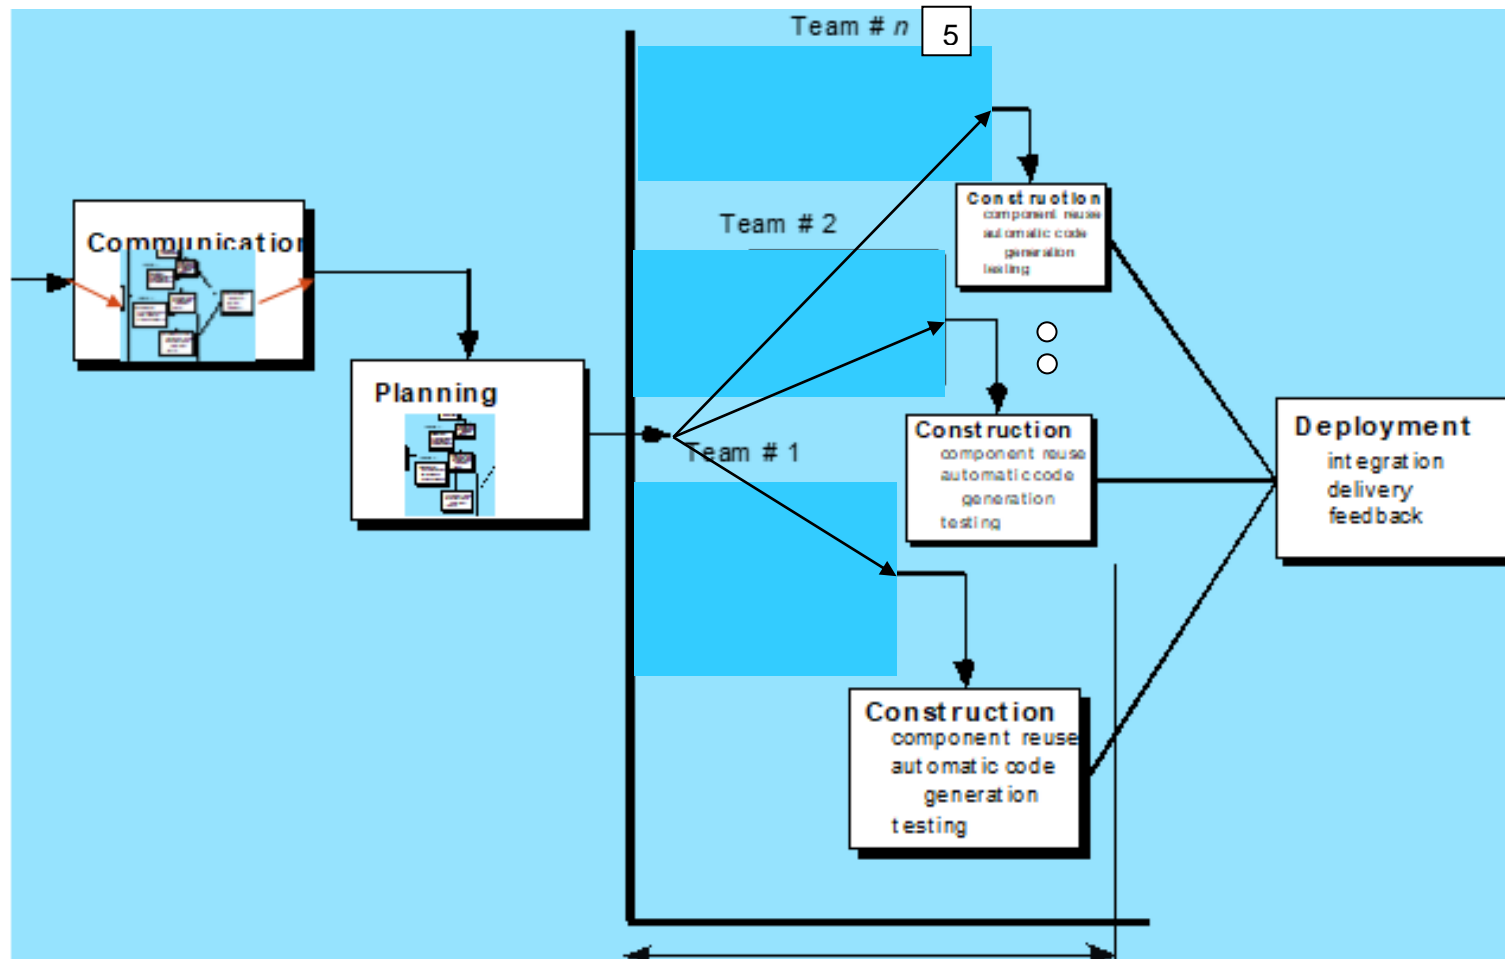 Team # n 5
Communication
Planning
Team # 2
Team # 1
Construction
component reuse
automatic code
generation
testing
Construction
component reuse
automatic code
generation
testing
Construction
component reuse
automatic code
generation
testing
Deployment
integration
delivery
feedback